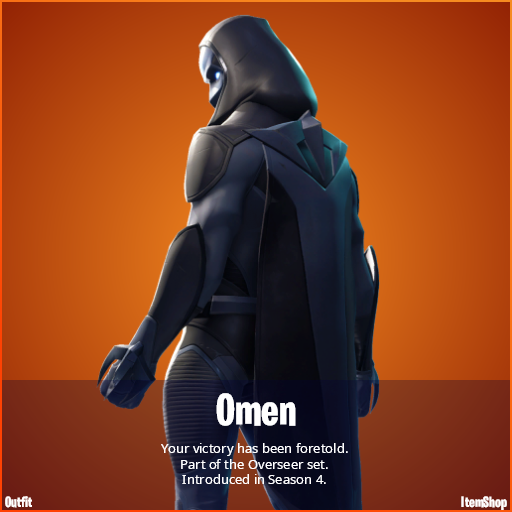 Omen
Your victory has been foretold.
Part of the Overseer set.
Introduced in Season 4.
Outfit
ItemShop